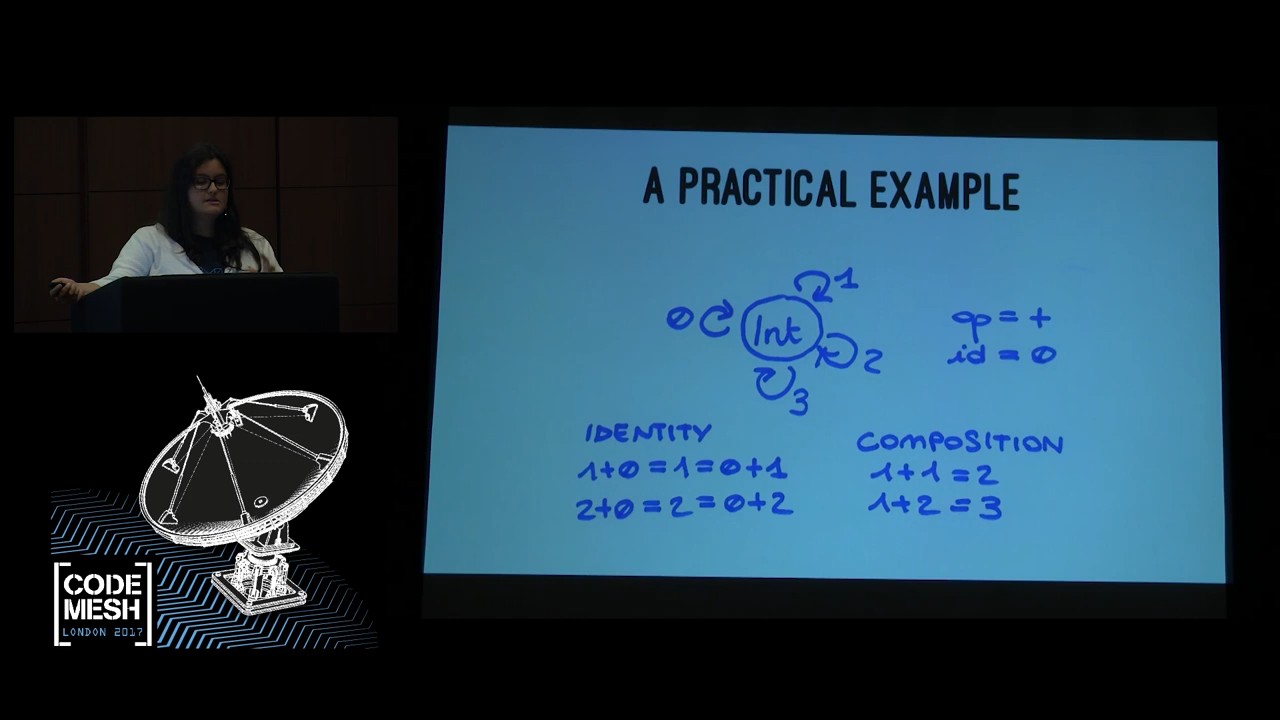 A PRACTICAL EXAMPLE
1
0
Int
2
3
op = +
id = 0
IDENTITY
1+0=1=0+1
2+0=2=0+2
COMPOSITION
1+1=2
1+2=3
CODE
MESH
LONDON 2017